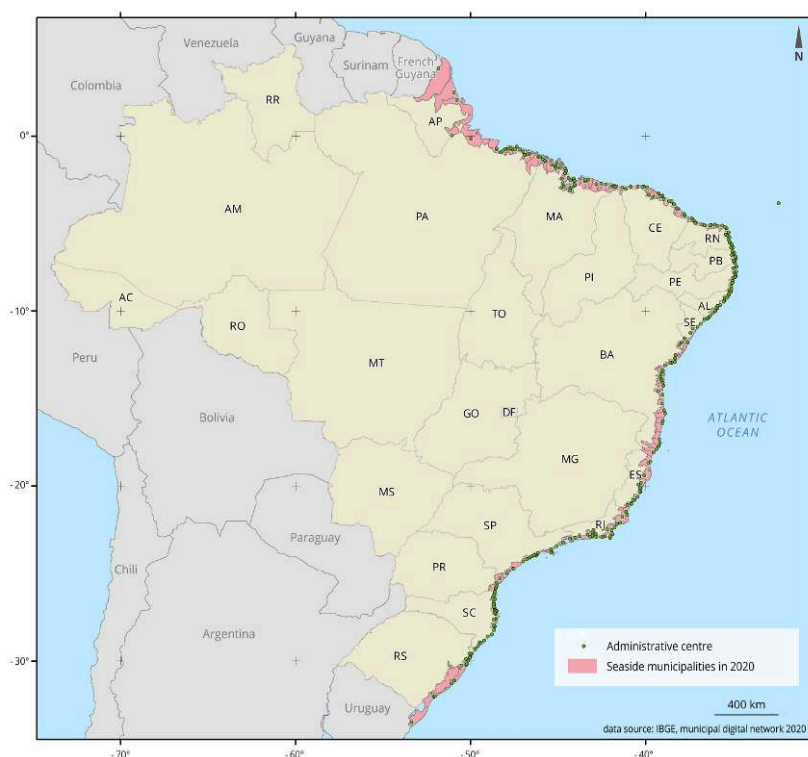 Guyana
Venezuela
Surinam
French
Guyana
N
Colombia
RR
AP
0°
AM
PA
MA
CE
RN
PB
PI
PE
AC
AL
TO
SE
-10°
RO
BA
Peru
MT
Bolivia
GO
DF
ATLANTIC
OCEAN
MG
ES
-20°
MS
SP
RJ
Paraguay
PR
Chili
SC
Argentina
RS
Administrative centre
Seaside municipalities in 2020
-30°
Uruguay
400 km
data source: IBGE, municipal digital network 2020
-70°
-60°
-50°
-40°